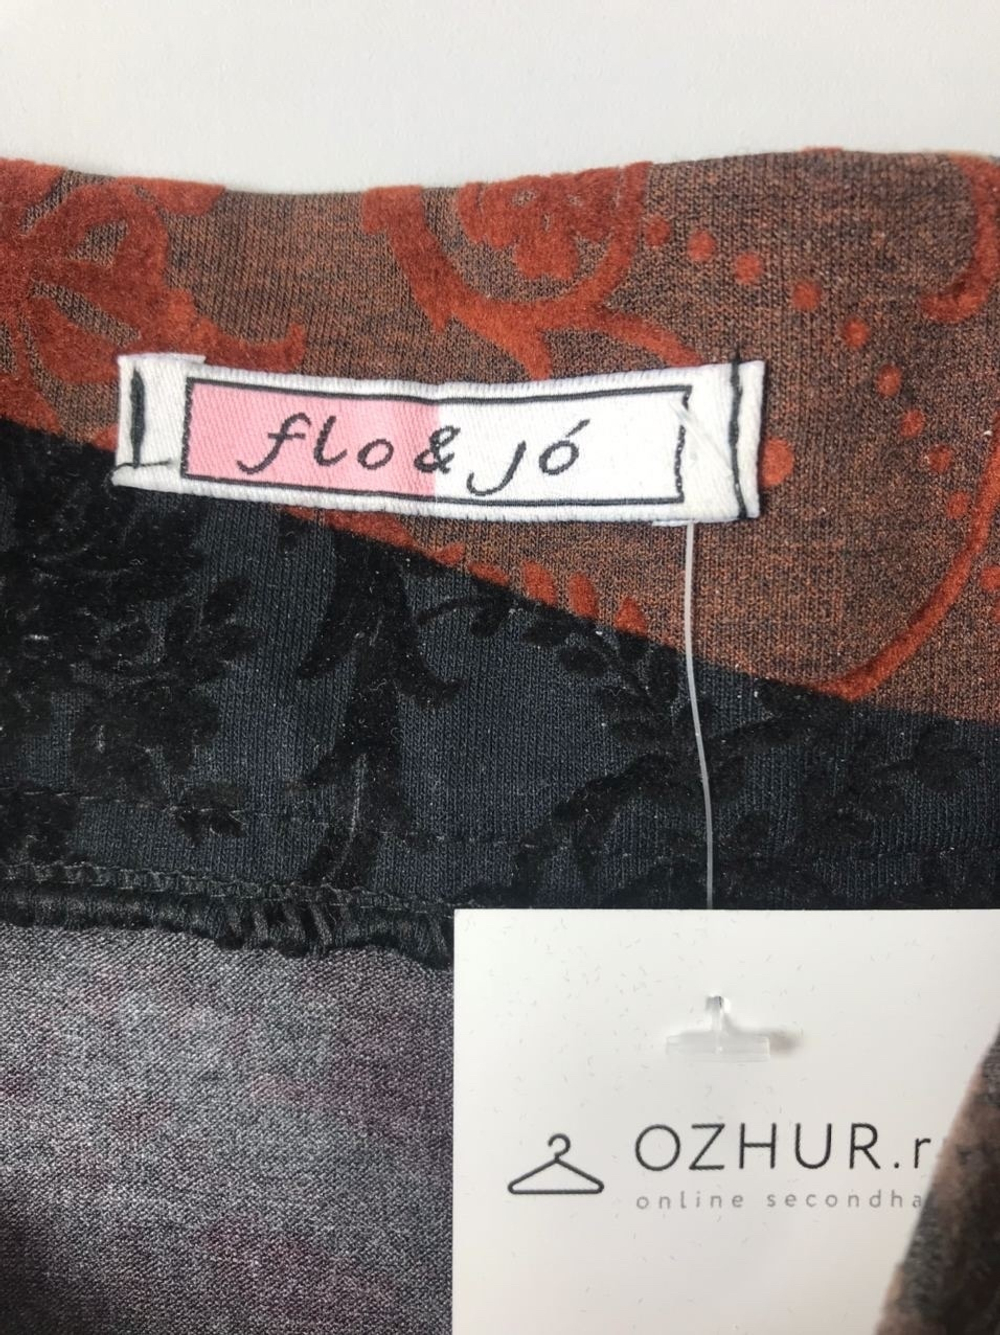 flo & jó
OZHUR.r
online secondha